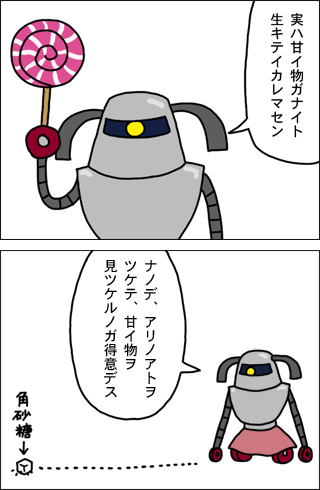 実ハ甘イ物ガナイト
生キテイカレマセン
ナノデ、アリノアトヲ
ツケテ、甘イ物ヲ
見ツケルノガ得意デス
角砂糖→